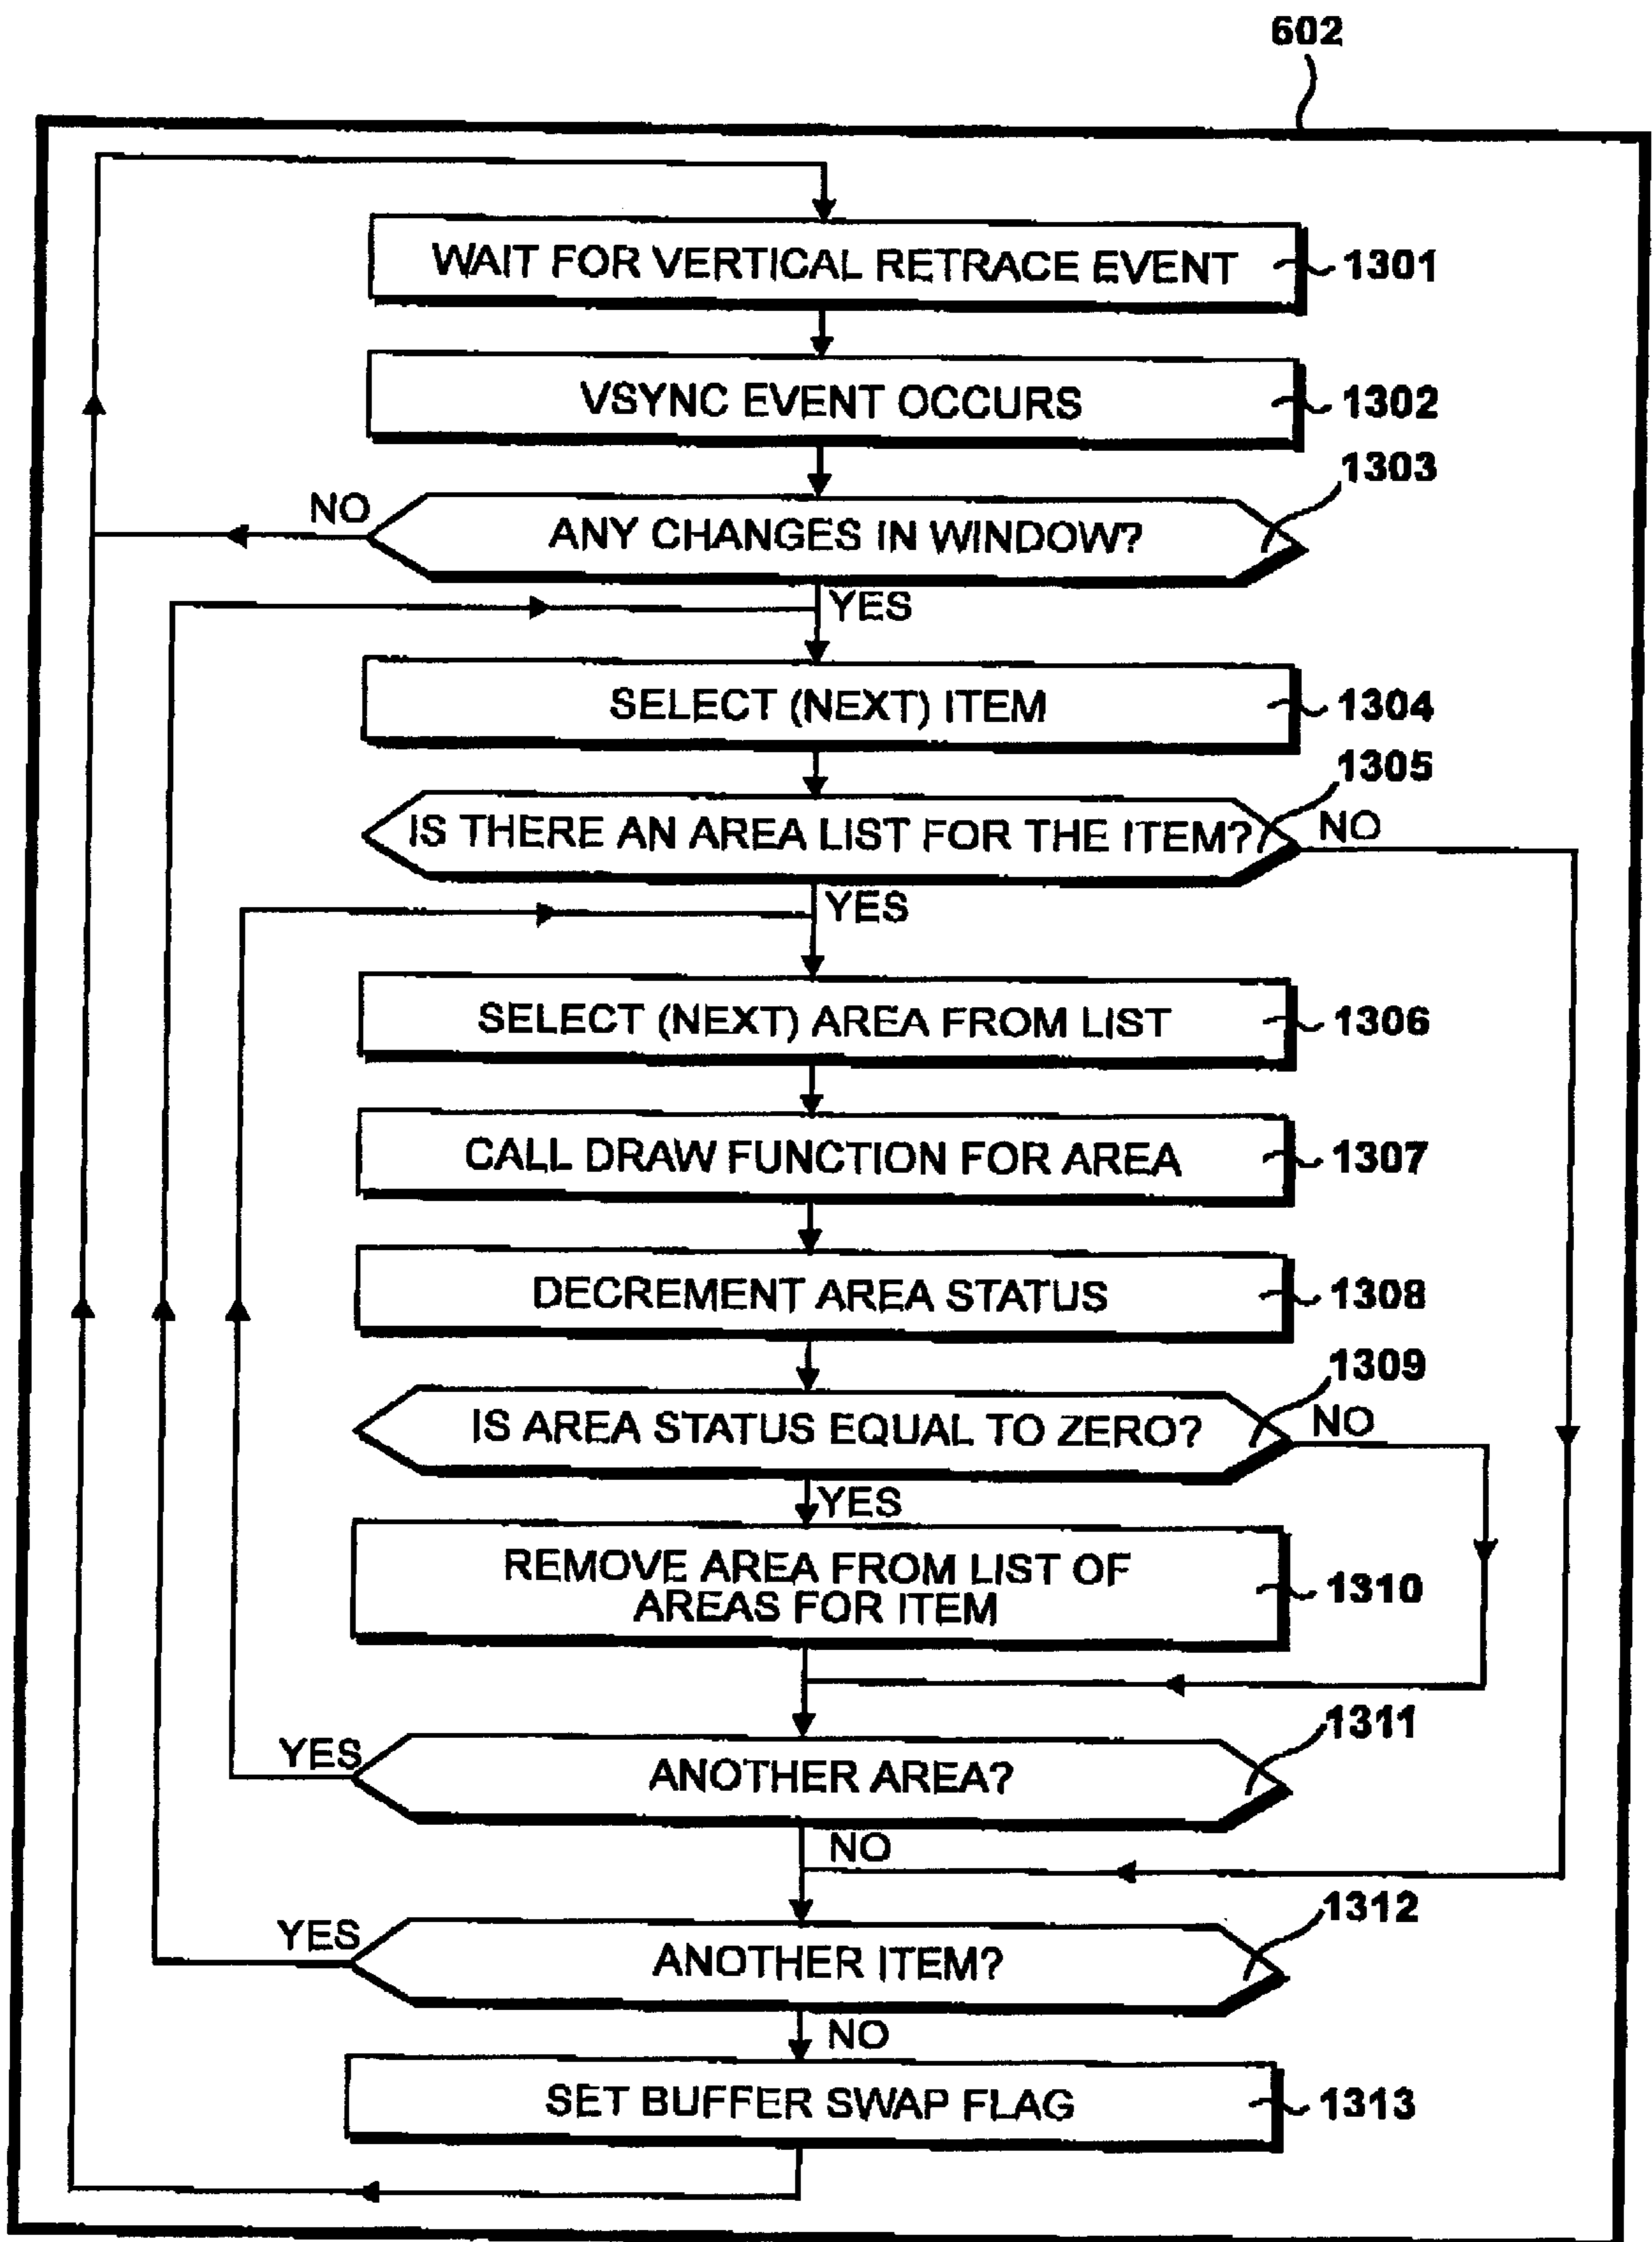 602
WAIT FOR VERTICAL RETRACE EVENT 1301
VSYNC EVENT OCCURS 1302
1303
NO
ANY CHANGES IN WINDOW?
YES
SELECT (NEXT) ITEM 1304
1305
IS THERE AN AREA LIST FOR THE ITEM? NO
YES
SELECT (NEXT) AREA FROM LIST 1306
CALL DRAW FUNCTION FOR AREA 1307
DECREMENT AREA STATUS 1308
1309
IS AREA STATUS EQUAL TO ZERO? NO
YES
REMOVE AREA FROM LIST OF
AREAS FOR ITEM 1310
1311
YES
ANOTHER AREA?
NO
1312
YES
ANOTHER ITEM?
NO
SET BUFFER SWAP FLAG 1313